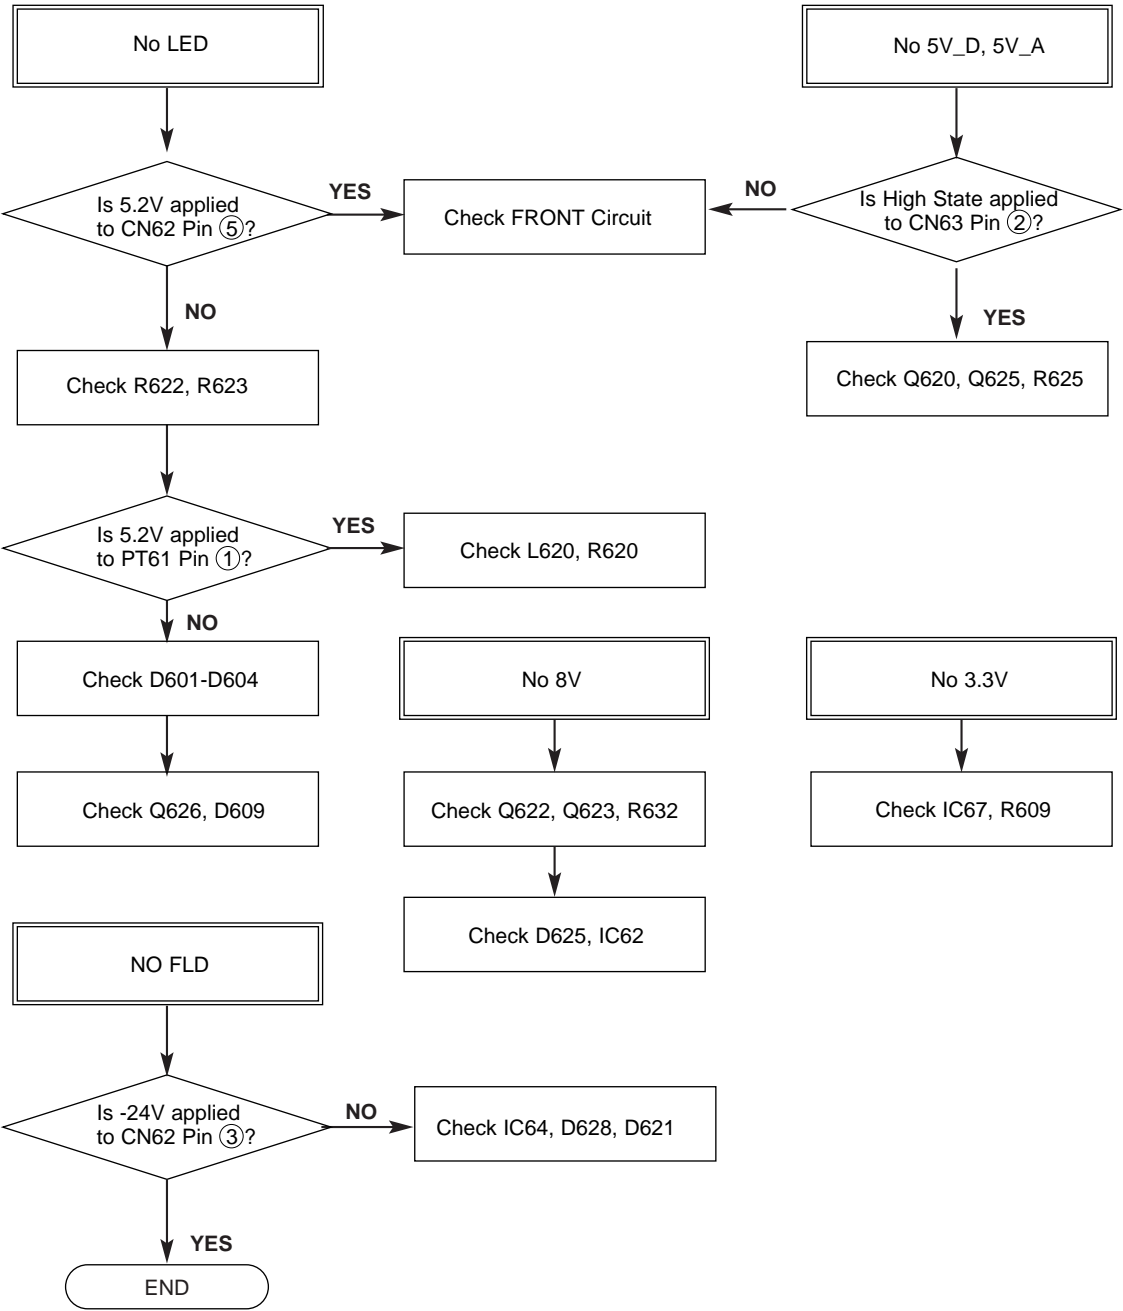 No LED
Is 5.2V applied
to CN62 Pin ⑤?
YES
Check FRONT Circuit
NO
Check R622, R623
Is 5.2V applied
to PT61 Pin ①?
YES
Check L620, R620
NO
Check D601-D604
Check Q626, D609
No 5V_D, 5V_A
Is High State applied
to CN63 Pin ②?
NO
YES
Check Q620, Q625, R625
No 8V
Check Q622, Q623, R632
Check D625, IC62
No 3.3V
Check IC67, R609
NO FLD
Is -24V applied
to CN62 Pin ③?
NO
Check IC64, D628, D621
YES
END